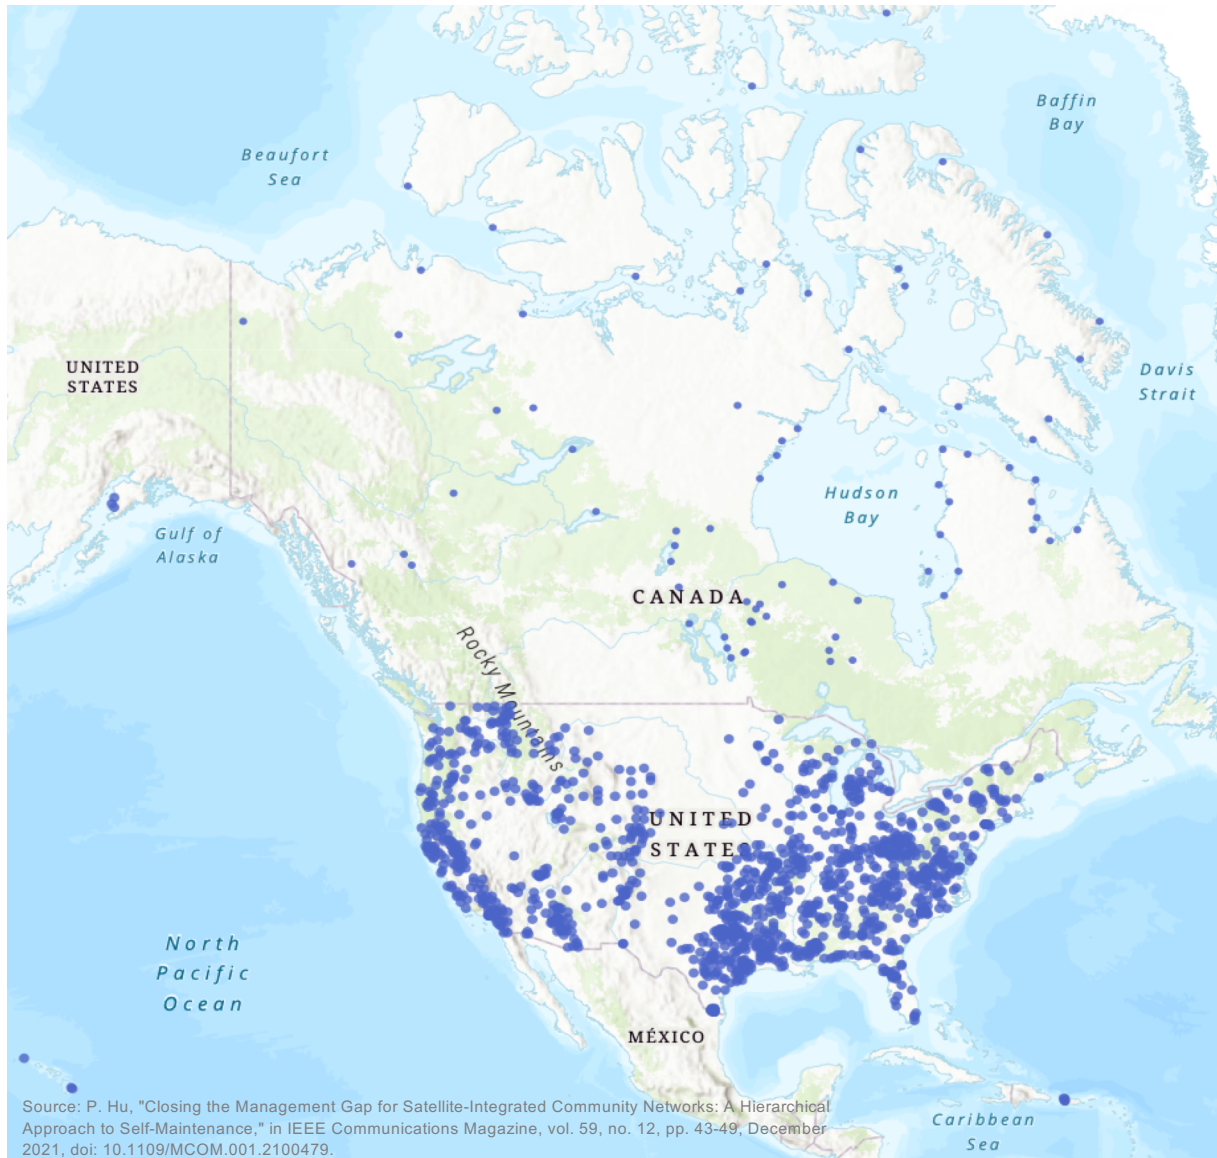 Baffin
Bay
Beaufort
Sea
UNITED
STATES
Davis
Strait
Hudson
Bay
Gulf of
Alaska
CANADA
Rocky Mountains
UNITED
STATES
North
Pacific
Ocean
MÉXICO
Source: P. Hu, "Closing the Management Gap for Satellite-Integrated Community Networks: A Hierarchical
Approach to Self-Maintenance," in IEEE Communications Magazine, vol. 59, no. 12, pp. 43-49, December
2021, doi: 10.1109/MCOM.001.2100479.
Caribbean
Sea